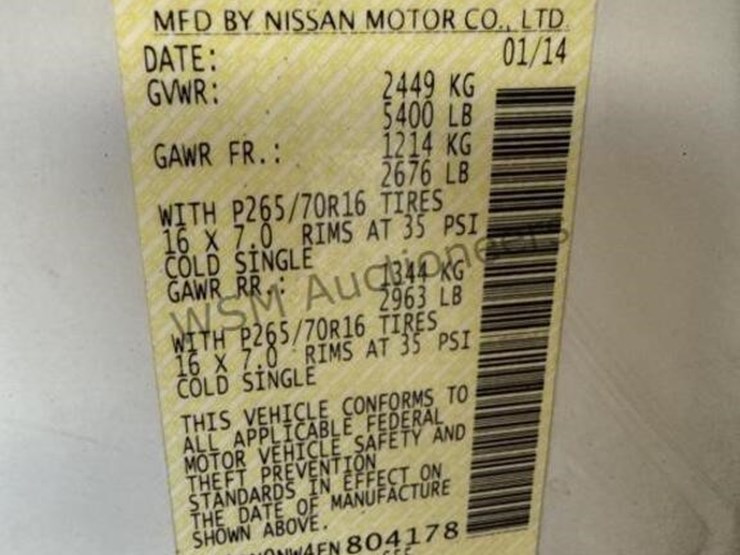 MFD BY NISSAN MOTOR CO., LTD.
DATE: 01/14
GVWR: 2449 KG
5400 LB
GAWR FR.: 1214 KG
2676 LB
WITH P265/70R16 TIRES
16 X 7.0 RIMS AT 35 PSI
COLD SINGLE
GAWR RR.: 1344 KG
2963 LB
WITH P265/70R16 TIRES
16 X 7.0 RIMS AT 35 PSI
COLD SINGLE
WSM Auctioneers
THIS VEHICLE CONFORMS TO
ALL APPLICABLE FEDERAL
MOTOR VEHICLE SAFETY AND
THEFT PREVENTION
STANDARDS IN EFFECT ON
THE DATE OF MANUFACTURE
SHOWN ABOVE.
804178